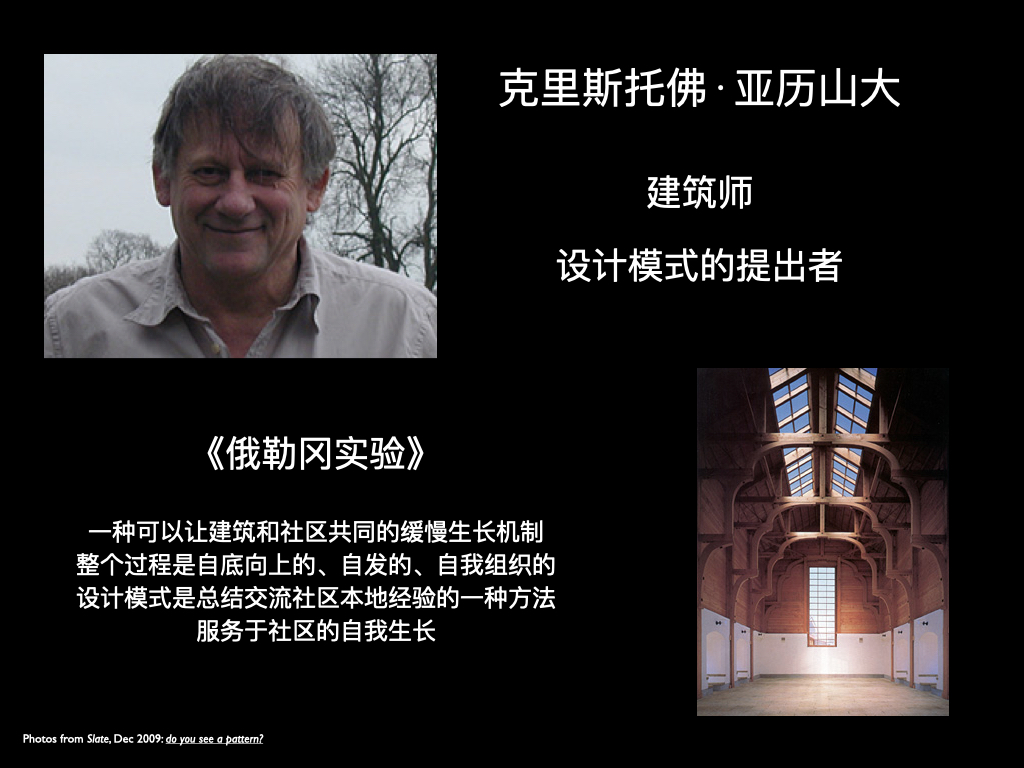 克里斯托佛·亚历山大
建筑师
设计模式的提出者
《俄勒冈实验》
一种可以让建筑和社区共同的缓慢生长机制
整个过程是自底向上的、自发的、自我组织的
设计模式是总结交流社区本地经验的一种方法
服务于社区的自我生长
Photos from Slate, Dec 2009: do you see a pattern?